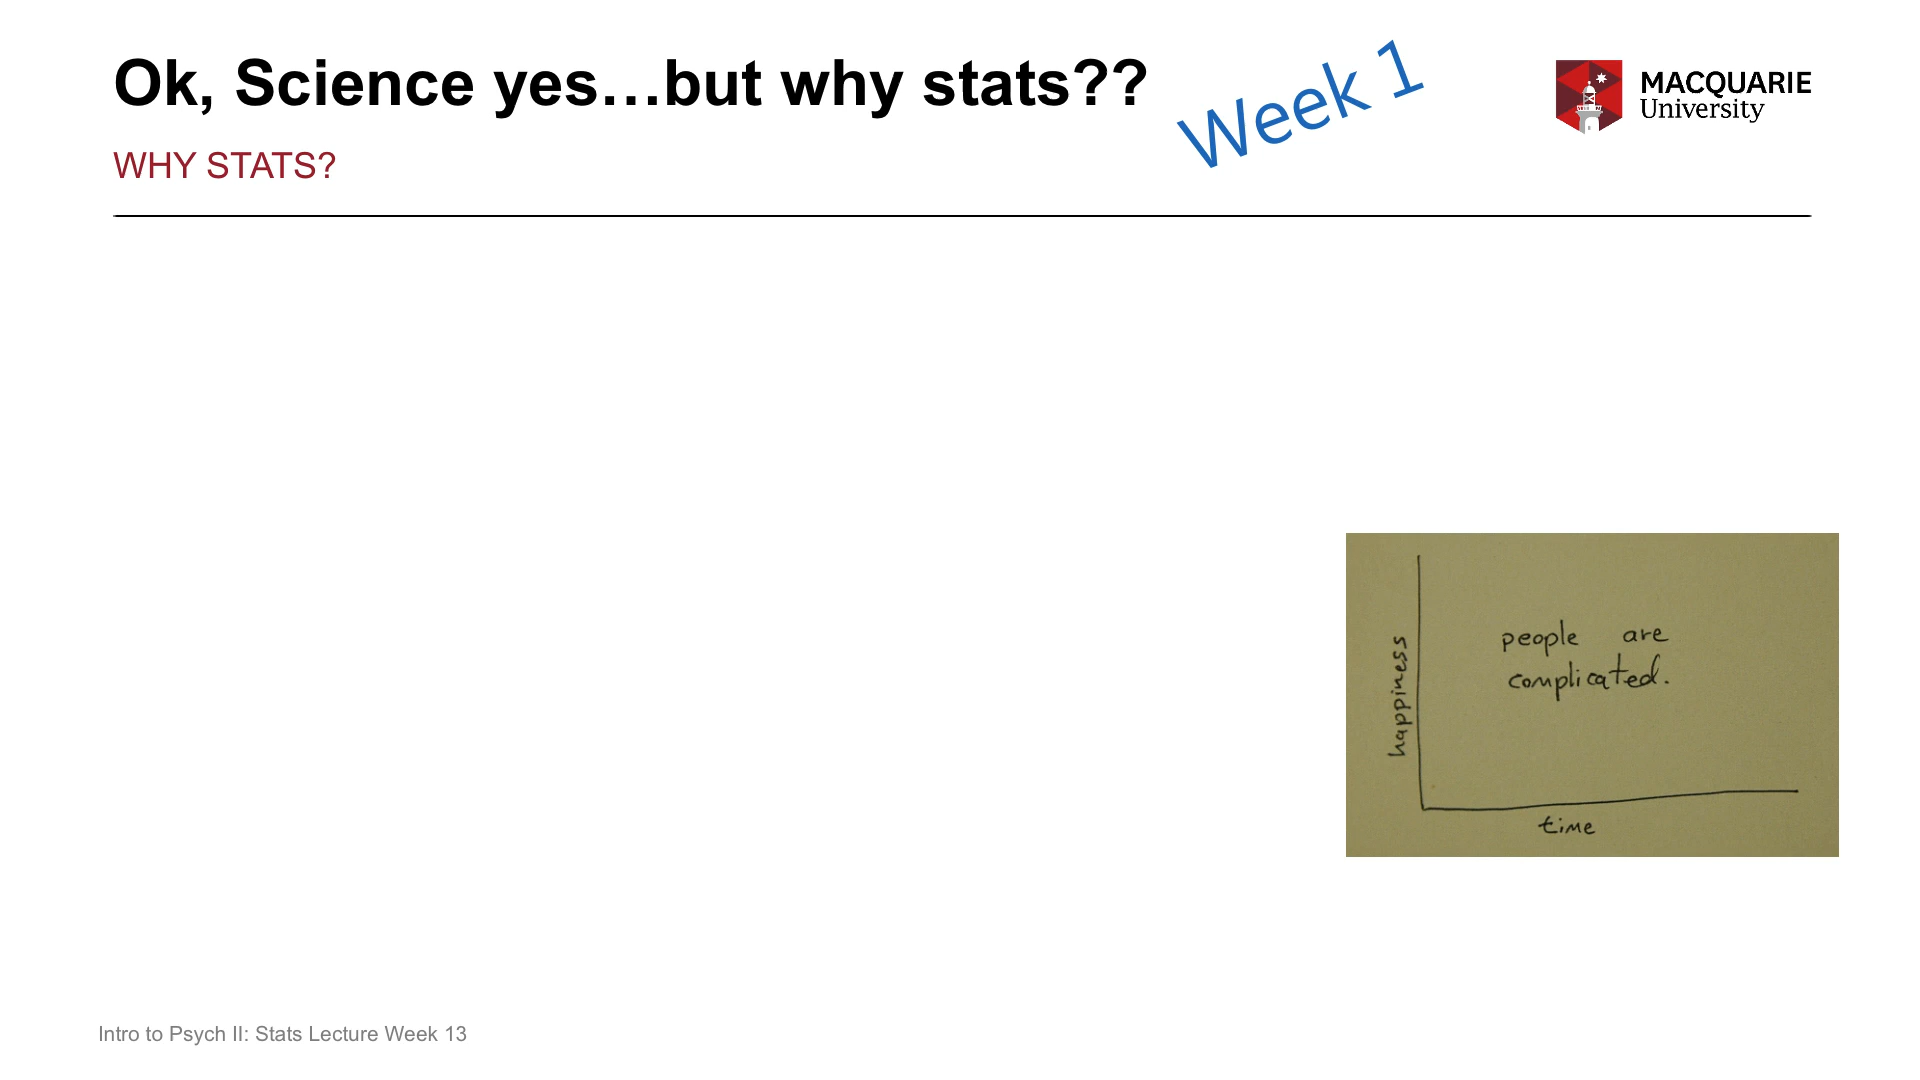 Ok, Science yes…but why stats??
Week 1
MACQUARIE
University
WHY STATS?
happiness
people are
complicated.
time
Intro to Psych II: Stats Lecture Week 13